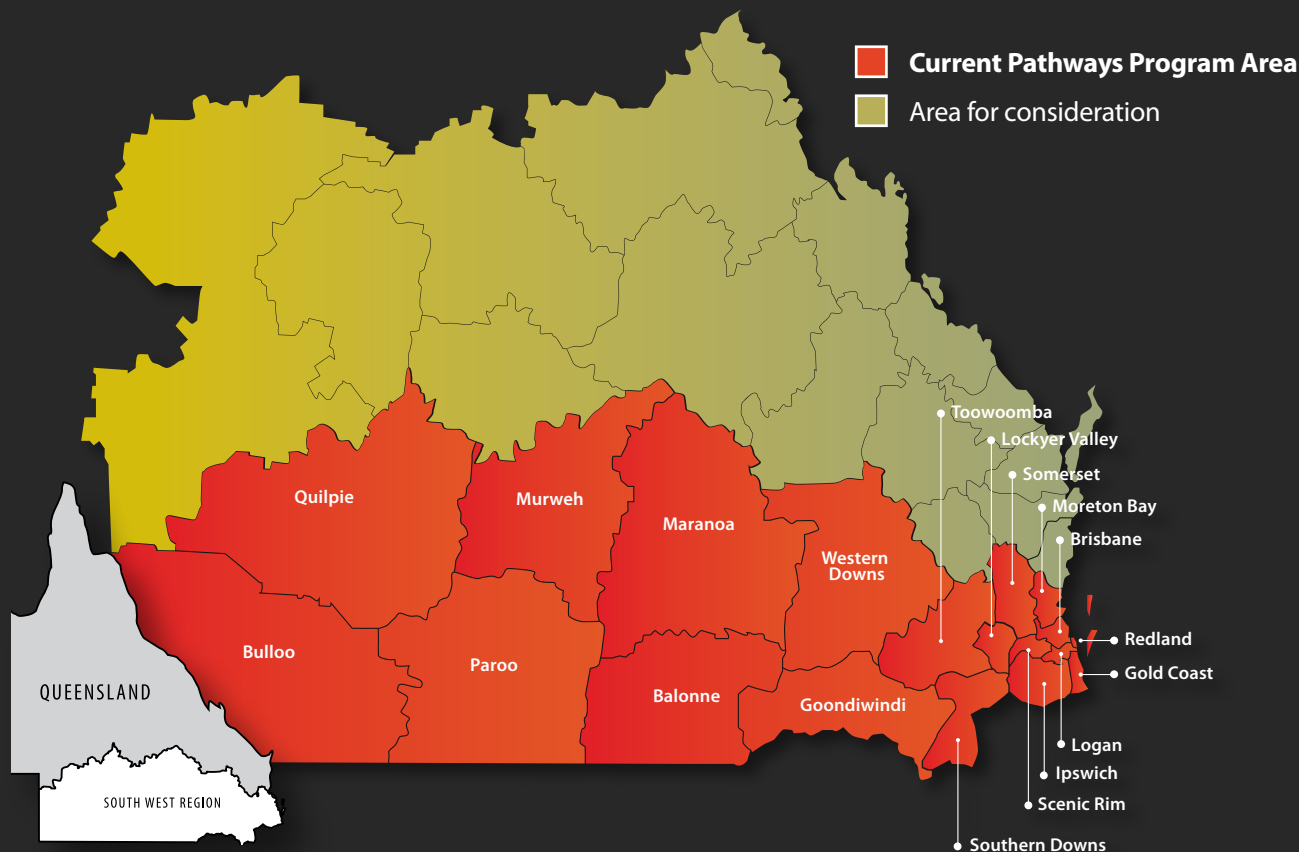 Current Pathways Program Area
Area for consideration
Toowoomba
Lockyer Valley
Somerset
Moreton Bay
Brisbane
Redland
Gold Coast
Logan
Ipswich
Scenic Rim
Southern Downs
Quilpie
Murweh
Maranoa
Western
Downs
Bulloo
Paroo
Balonne
Goondiwindi
QUEENSLAND
SOUTH WEST REGION